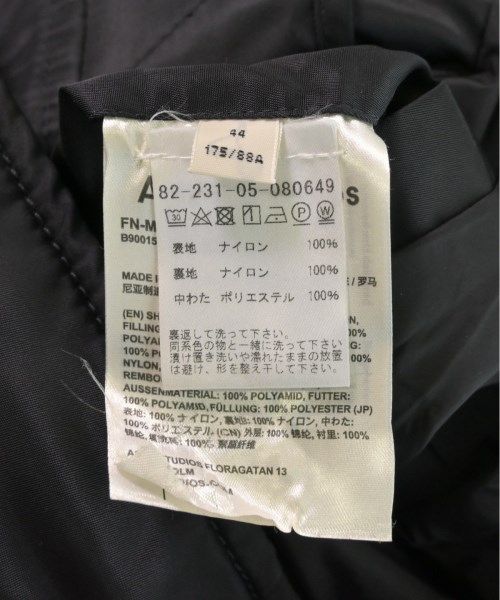 44
175/88A
82-231-05-080649
30
P
W
FN-M
B90015
表地 ナイロン 100%
裏地 ナイロン 100%
中わた ポリエステル 100%
MADE I
E / 罗马
尼亚制造
(EN) SH
FILLING
POLYAM
100% PO
NYLON,
REMBO
裏返して洗って下さい。
同系色の物と一緒に洗って下さい
漬け置き洗いや濡れたままの放置
は避け、形を整え干して下さい。
AUSSENMATERIAL: 100% POLYAMID, FUTTER:
100% POLYAMID, FÜLLUNG: 100% POLYESTER (JP)
表地: 100% ナイロン, 裏地: 100% ナイロン, 中わた:
100% ポリエステル (CN) 外层: 100% 锦纶, 衬里: 100%
锦纶, 填充物: 100% 聚酯纤维
TUDIOS FLORAGATAN 13
OLM